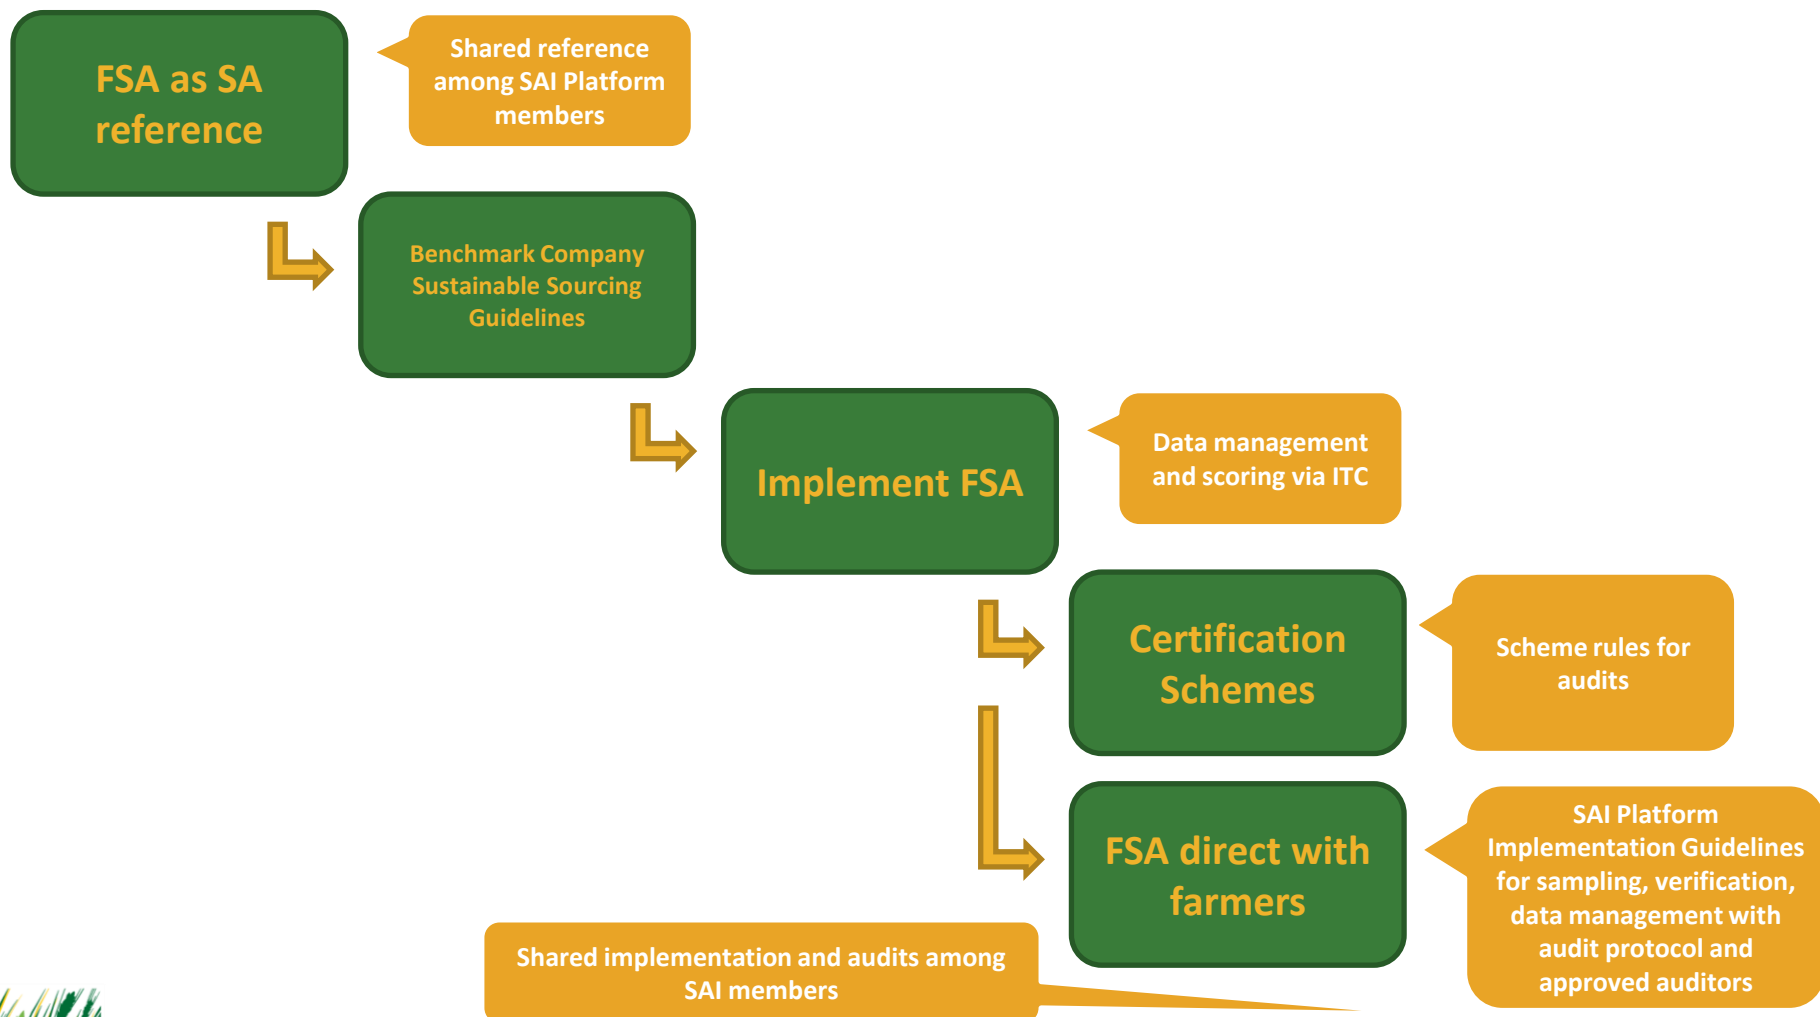 FSA as SA
reference
Shared reference
among SAI Platform
members
Benchmark Company
Sustainable Sourcing
Guidelines
Implement FSA
Data management
and scoring via ITC
Certification
Schemes
Scheme rules for
audits
FSA direct with
farmers
SAI Platform
Implementation Guidelines
for sampling, verification,
data management with
audit protocol and
approved auditors
Shared implementation and audits among
SAI members